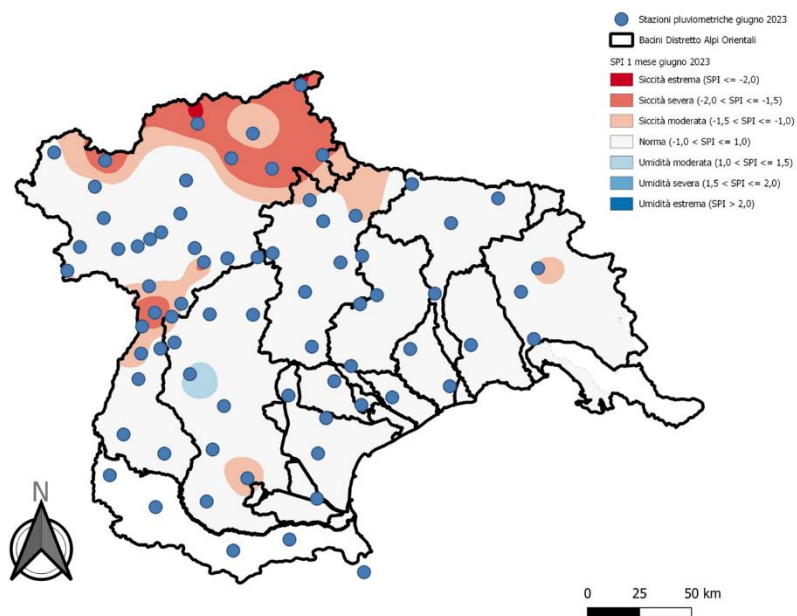 Stazioni pluviometriche giugno 2023
Bacini Distretto Alpi Orientali
SPI 1 mese giugno 2023
Siccità estrema (SPI <= -2,0)
Siccità severa (-2,0 < SPI <= -1,5)
Siccità moderata (-1,5 < SPI <= -1,0)
Norma (-1,0 < SPI <= 1,0)
Umidità moderata (1,0 < SPI <= 1,5)
Umidità severa (1,5 < SPI <= 2,0)
Umidità estrema (SPI > 2,0)
N
0 25 50 km